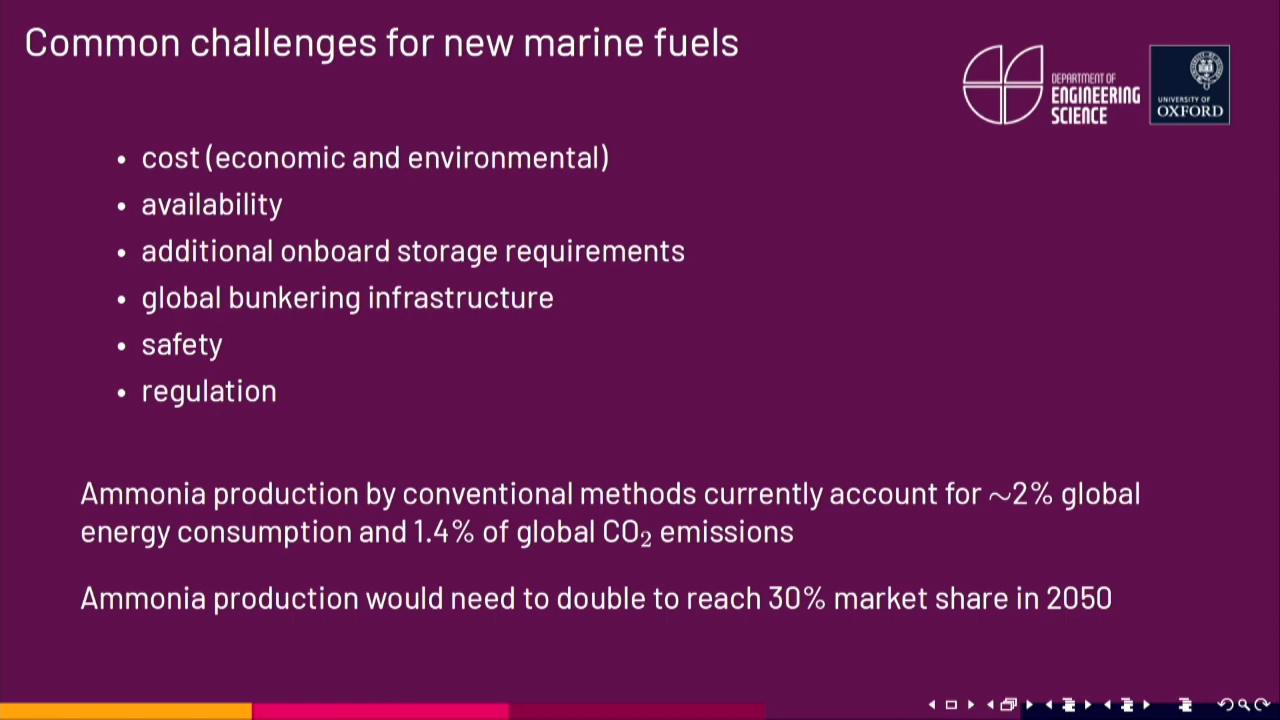 Common challenges for new marine fuels
DEPARTMENT OF
ENGINEERING
SCIENCE
UNIVERSITY OF
OXFORD
• cost (economic and environmental)
• availability
• additional onboard storage requirements
• global bunkering infrastructure
• safety
• regulation
Ammonia production by conventional methods currently account for ∼2% global
energy consumption and 1.4% of global CO₂ emissions
Ammonia production would need to double to reach 30% market share in 2050